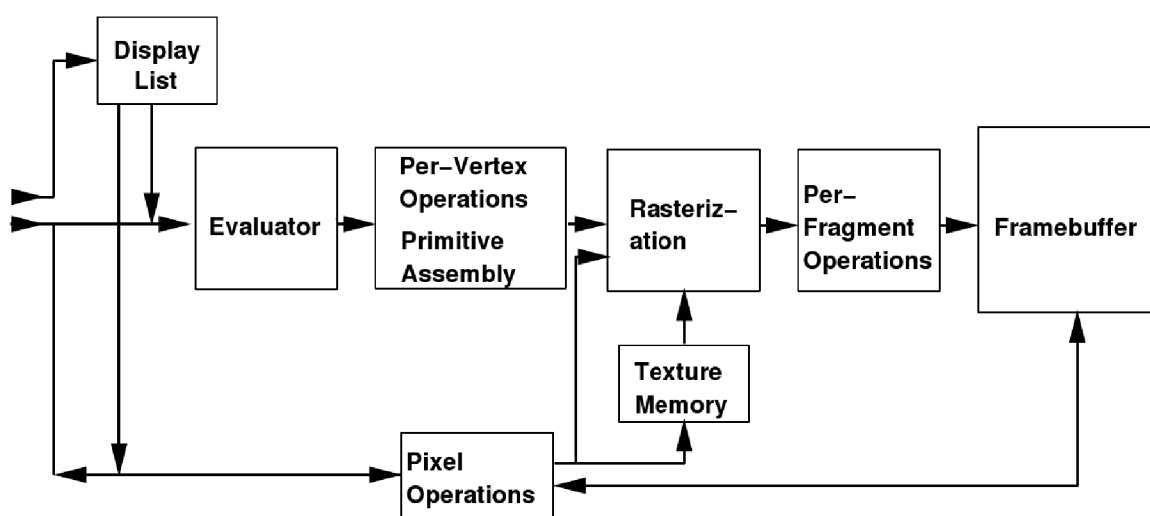 Display
List
Evaluator
Per−Vertex
Operations
Primitive
Assembly
Rasteriz−
ation
Per−
Fragment
Operations
Framebuffer
Texture
Memory
Pixel
Operations